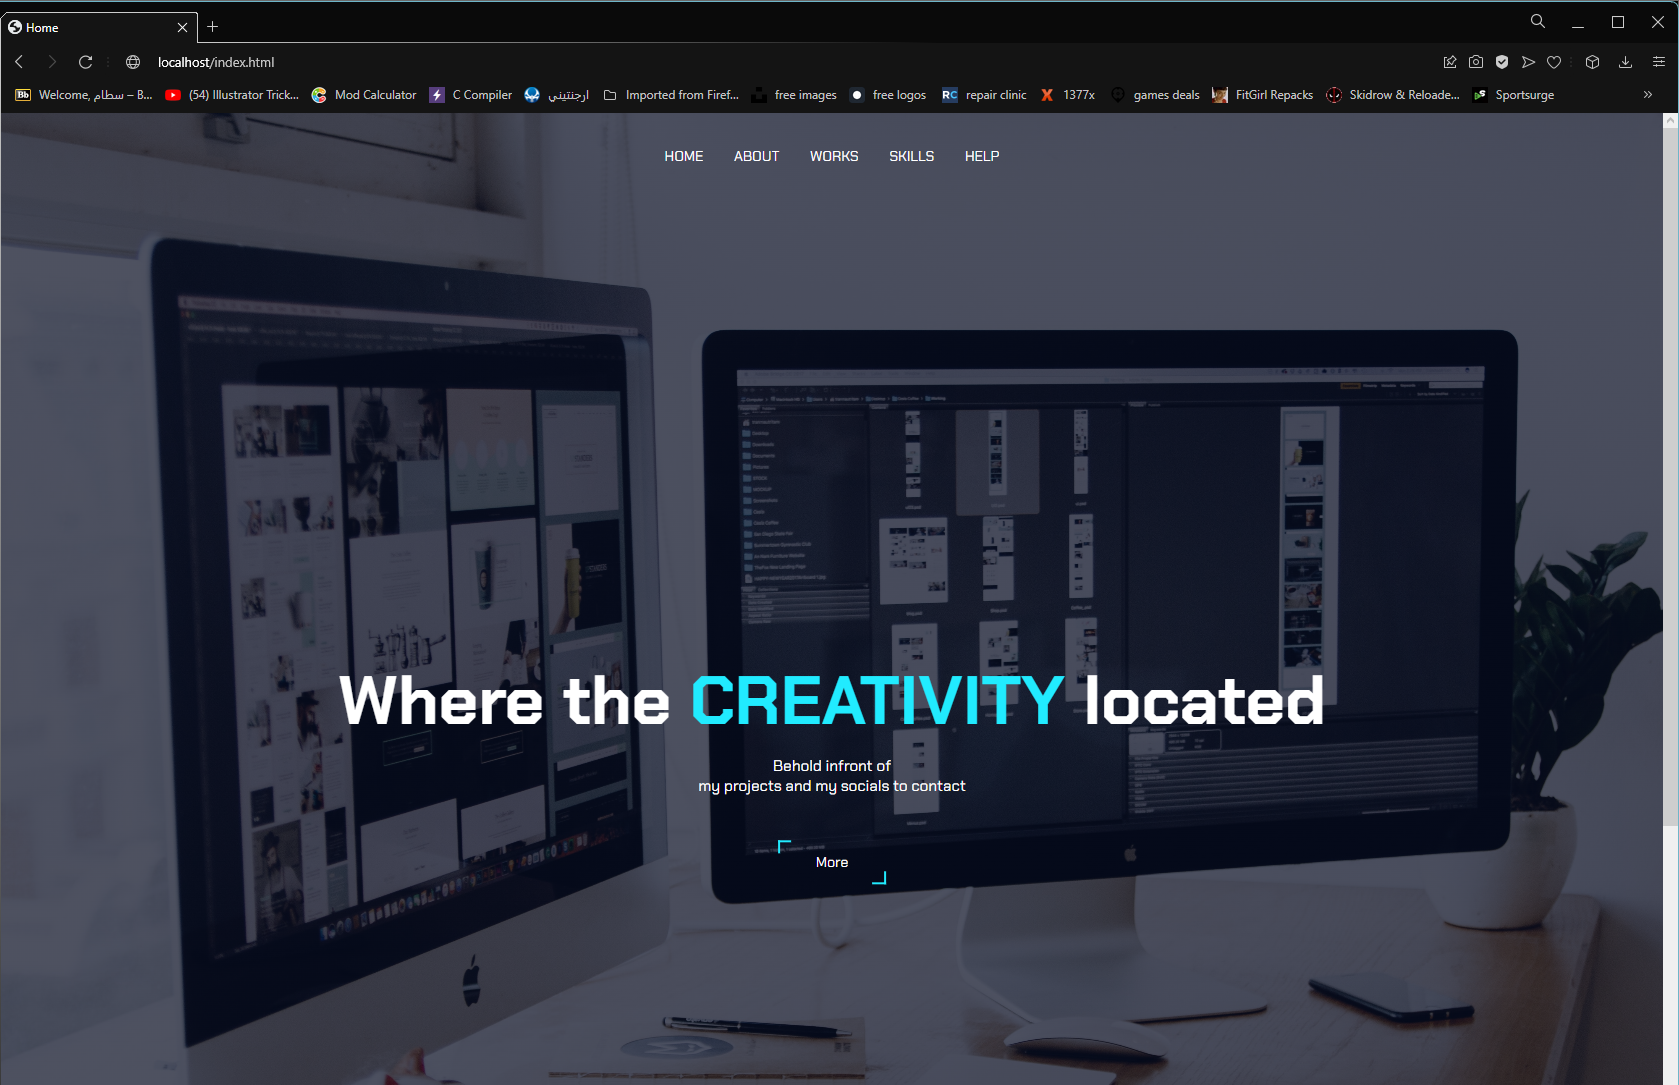 Home
localhost/index.html
Welcome, سطام – B...
(54) Illustrator Trick...
Mod Calculator
C Compiler
ارجنتيني
Imported from Firef...
free images
free logos
RC repair clinic
1377x
games deals
FitGirl Repacks
Skidrow & Reloade...
Sportsurge
HOME ABOUT WORKS SKILLS HELP
Where the CREATIVITY located
Behold infront of
my projects and my socials to contact
More